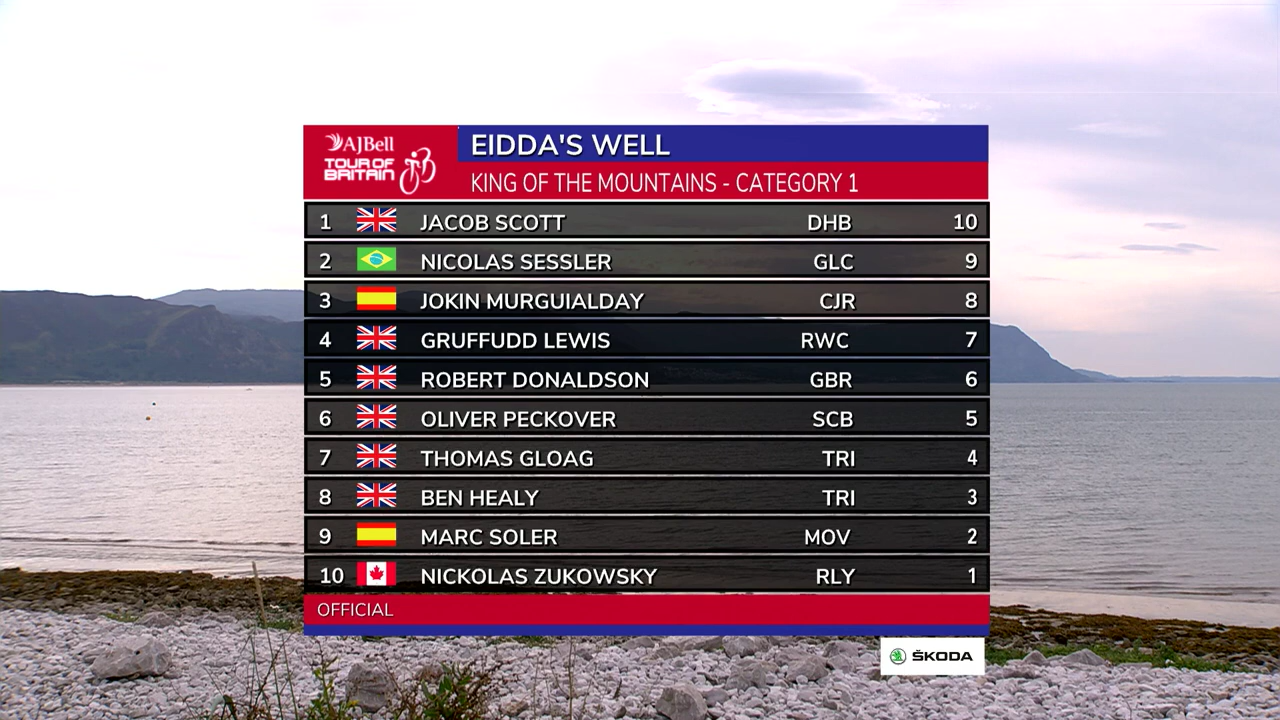 AJBell
TOUR OF
BRITAIN
EIDDA'S WELL
KING OF THE MOUNTAINS - CATEGORY 1
1 JACOB SCOTT DHB 10
2 NICOLAS SESSLER GLC 9
3 JOKIN MURGUIALDAY CJR 8
4 GRUFFUDD LEWIS RWC 7
5 ROBERT DONALDSON GBR 6
6 OLIVER PECKOVER SCB 5
7 THOMAS GLOAG TRI 4
8 BEN HEALY TRI 3
9 MARC SOLER MOV 2
10 NICKOLAS ZUKOWSKY RLY 1
OFFICIAL
ŠKODA